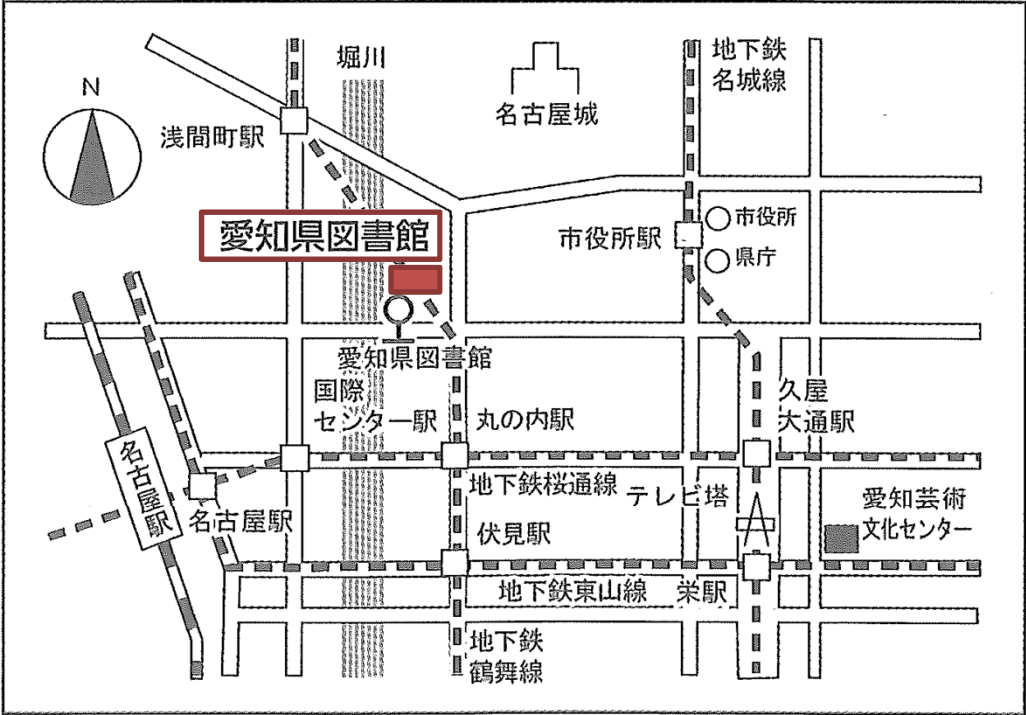 堀川
地下鉄
名城線
N
名古屋城
浅間町駅
市役所
愛知県図書館
市役所駅
県庁
愛知県図書館
国際
センター駅
丸の内駅
久屋
大通駅
名古屋駅
地下鉄桜通線
テレビ塔
愛知芸術
文化センター
名古屋駅
伏見駅
地下鉄東山線
栄駅
地下鉄
鶴舞線